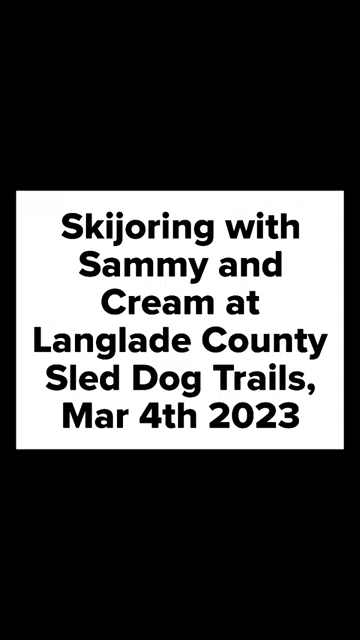 Skijoring with
Sammy and
Cream at
Langlade County
Sled Dog Trails,
Mar 4th 2023